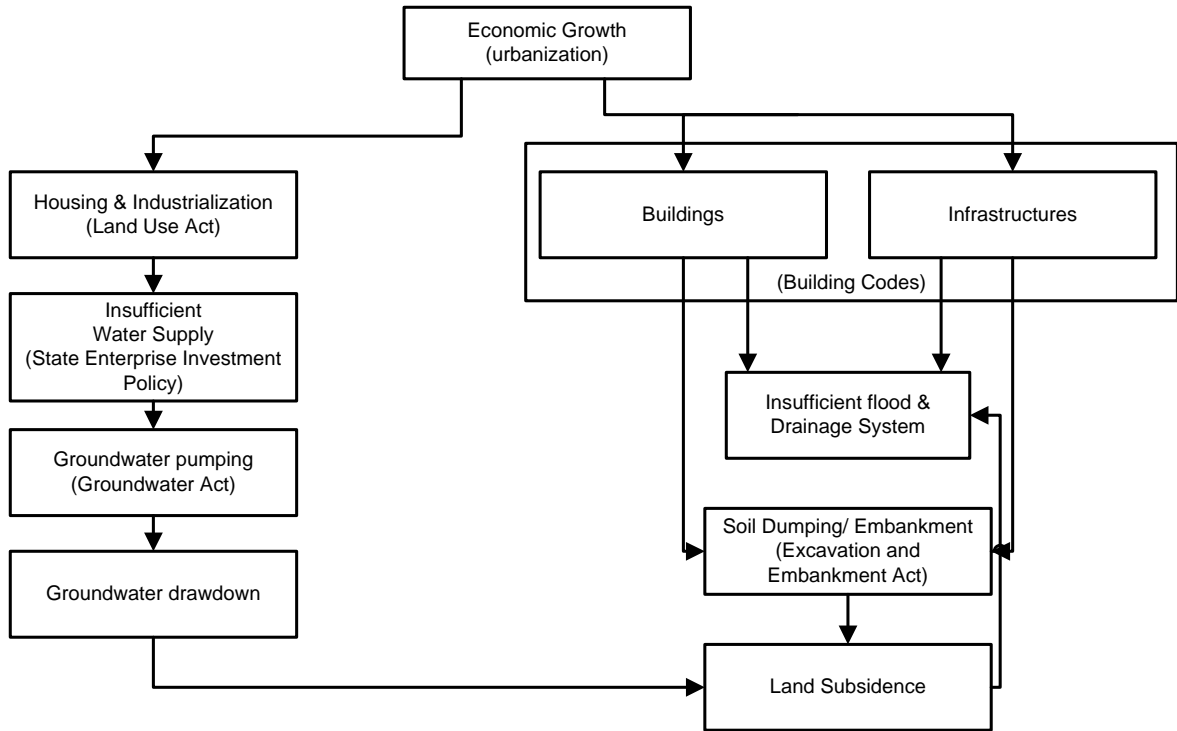 Economic Growth
(urbanization)
Housing & Industrialization
(Land Use Act)
Buildings
Infrastructures
(Building Codes)
Insufficient
Water Supply
(State Enterprise Investment
Policy)
Insufficient flood &
Drainage System
Groundwater pumping
(Groundwater Act)
Soil Dumping/ Embankment
(Excavation and
Embankment Act)
Groundwater drawdown
Land Subsidence